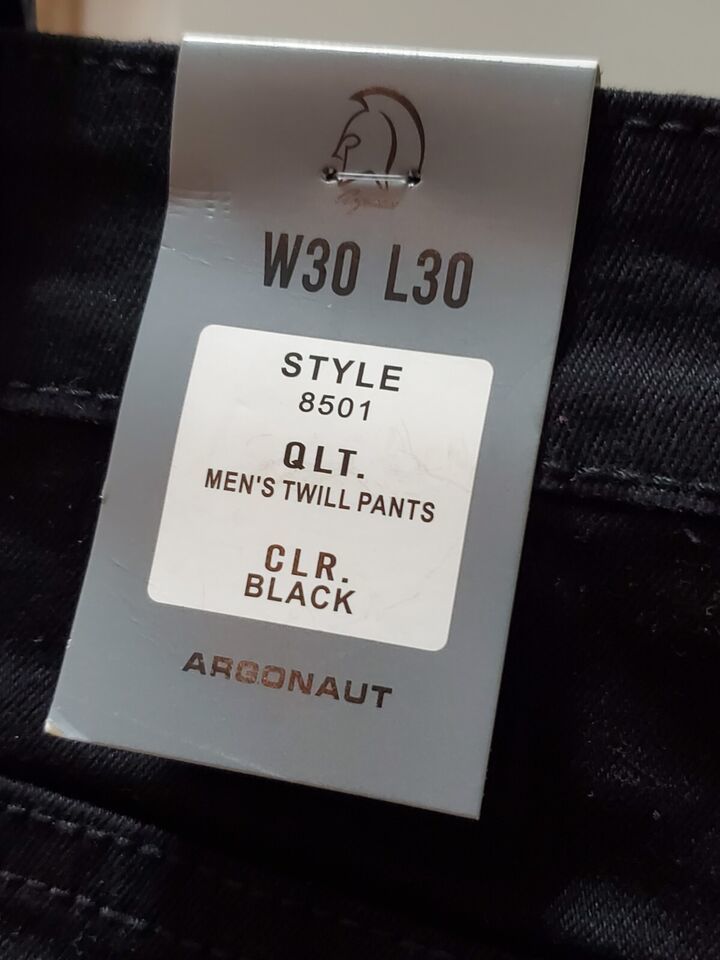 W30 L30
STYLE
8501
QLT.
MEN'S TWILL PANTS
CLR.
BLACK
ARGONAUT